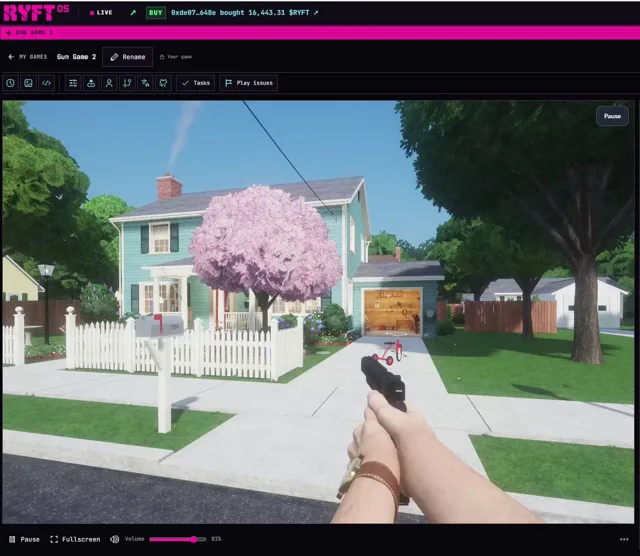 RYFT OS
LIVE
BUY 0xde07…648e bought 16,443.31 $RYFT ↗
GUN GAME 2
← MY GAMES Gun Game 2 Rename Your game
Tasks Play issues
Pause
Pause Fullscreen Volume 81%